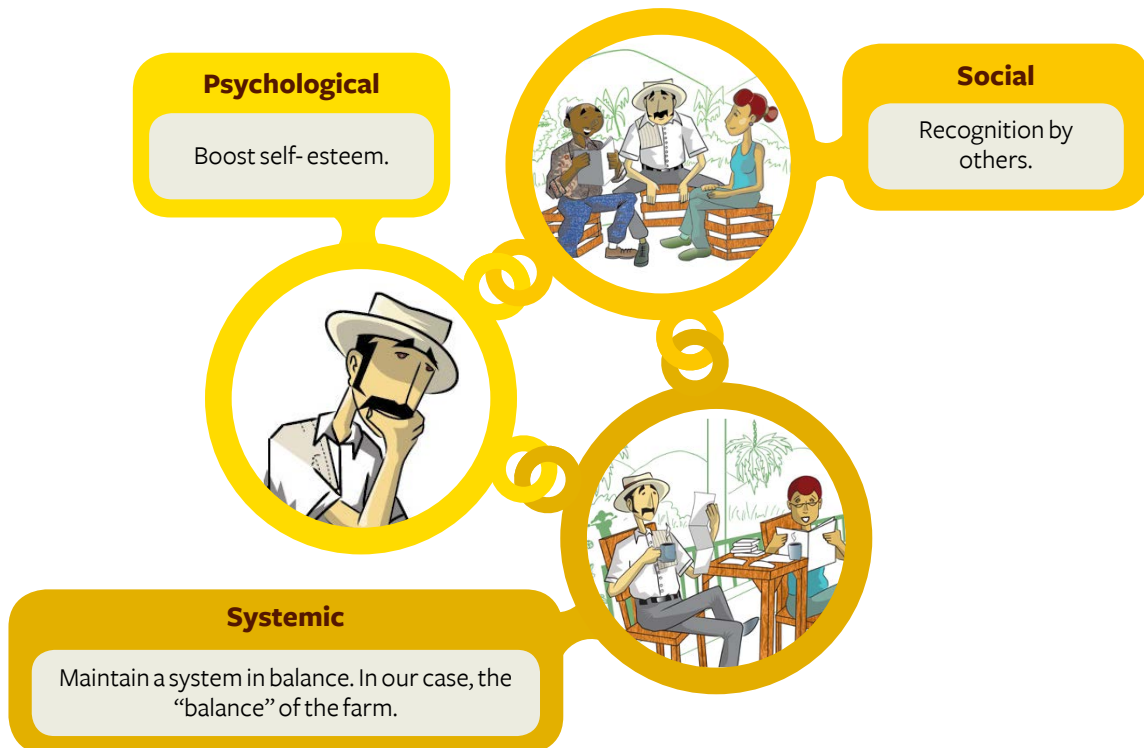 Psychological
Boost self- esteem.
Social
Recognition by
others.
Systemic
Maintain a system in balance. In our case, the
“balance” of the farm.